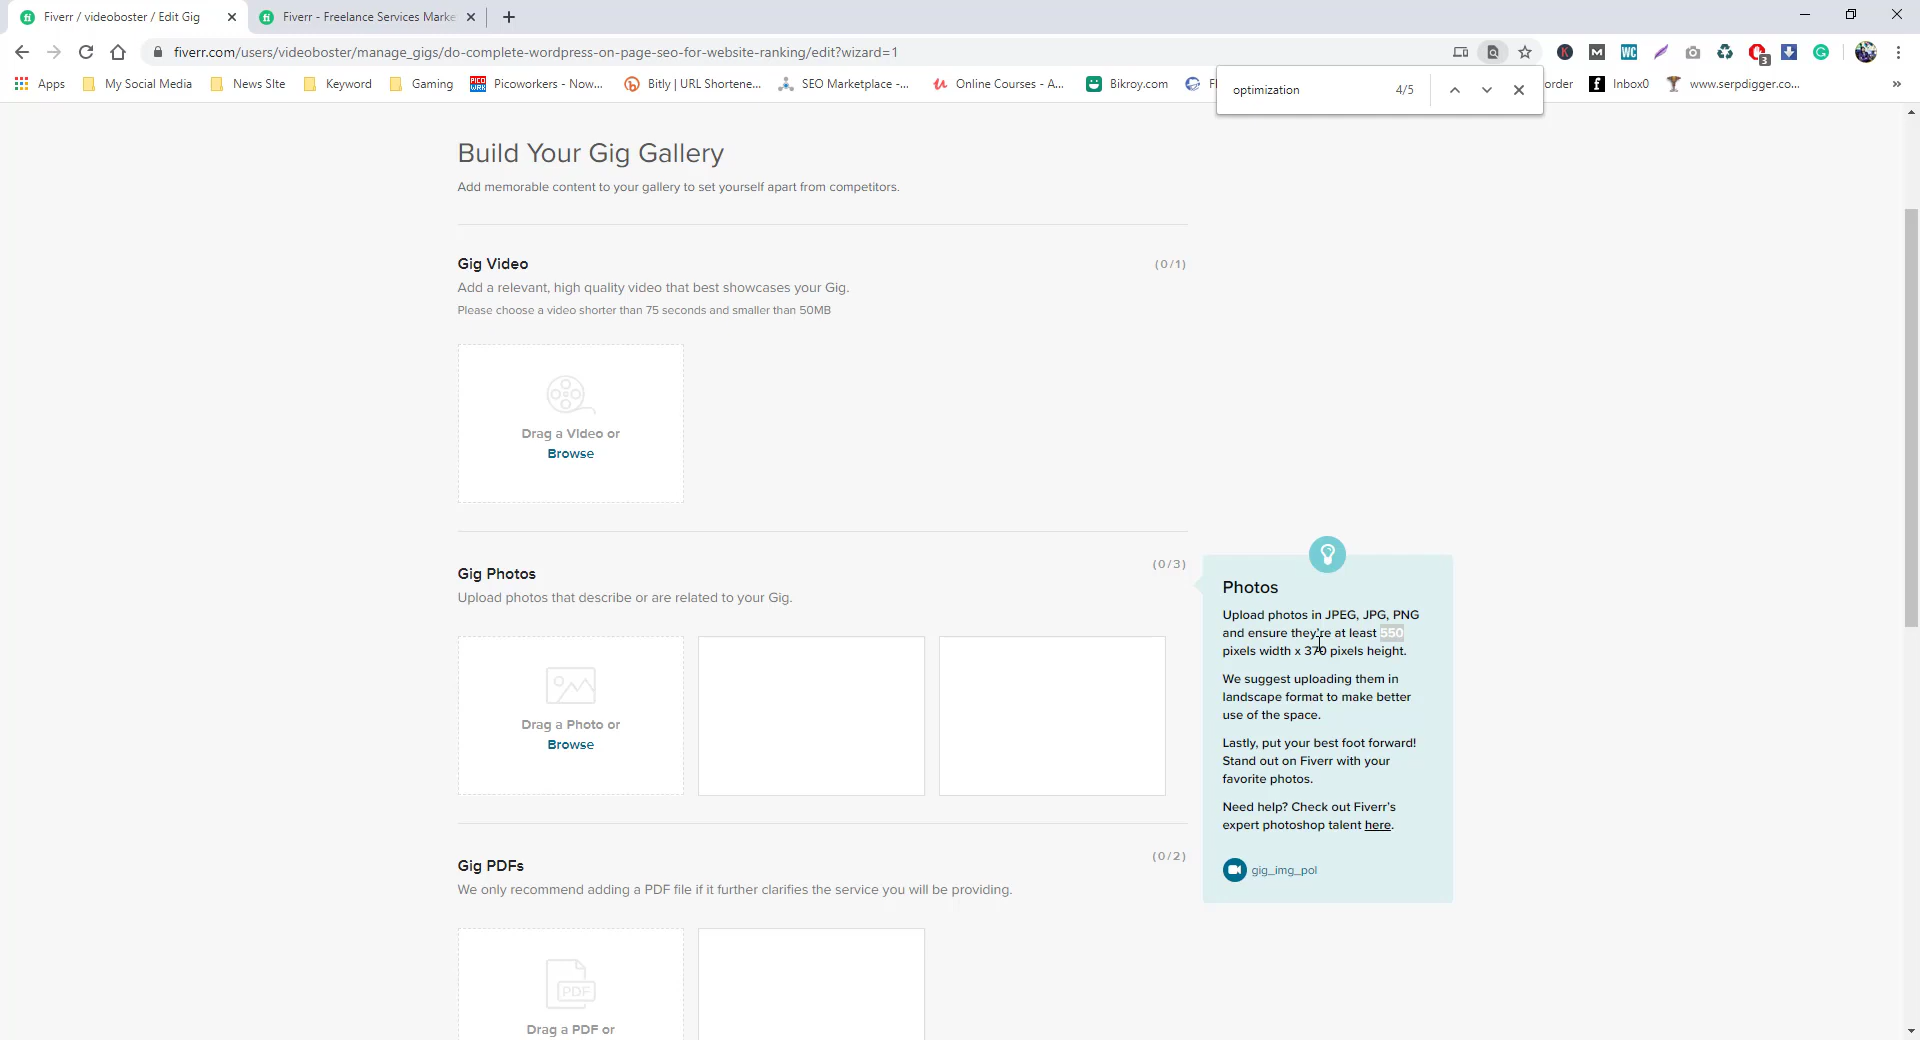 Fiverr / videoboster / Edit Gig
Fiverr - Freelance Services Marke
fiverr.com/users/videoboster/manage_gigs/do-complete-wordpress-on-page-seo-for-website-ranking/edit?wizard=1
3
Apps My Social Media News SIte Keyword Gaming Picoworkers - Now... Bitly | URL Shortene... SEO Marketplace -... Online Courses - A... Bikroy.com order Inbox0 www.serpdigger.co... »
optimization 4/5
Build Your Gig Gallery
Add memorable content to your gallery to set yourself apart from competitors.
Gig Video (0/1)
Add a relevant, high quality video that best showcases your Gig.
Please choose a video shorter than 75 seconds and smaller than 50MB
Drag a Video or
Browse
Gig Photos (0/3)
Upload photos that describe or are related to your Gig.
Drag a Photo or
Browse
Photos
Upload photos in JPEG, JPG, PNG
and ensure they're at least 550
pixels width x 370 pixels height.
We suggest uploading them in
landscape format to make better
use of the space.
Lastly, put your best foot forward!
Stand out on Fiverr with your
favorite photos.
Need help? Check out Fiverr's
expert photoshop talent here.
gig_img_pol
Gig PDFs (0/2)
We only recommend adding a PDF file if it further clarifies the service you will be providing.
PDF
Drag a PDF or